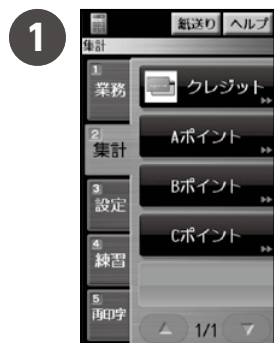 1
紙送り ヘルプ
集計
1
業務
クレジット
2
集計
Aポイント
3
設定
Bポイント
4
練習
Cポイント
5
再印字
1/1